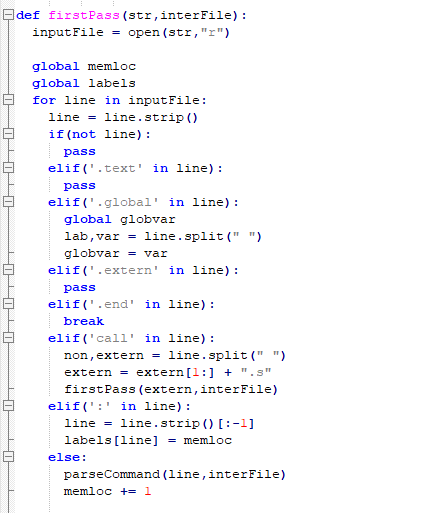 def firstPass(str,interFile):
  inputFile = open(str,"r")

  global memloc
  global labels
  for line in inputFile:
    line = line.strip()
    if(not line):
      pass
    elif('.text' in line):
      pass
    elif('.global' in line):
      global globvar
      lab,var = line.split(" ")
      globvar = var
    elif('.extern' in line):
      pass
    elif('.end' in line):
      break
    elif('call' in line):
      non,extern = line.split(" ")
      extern = extern[1:] + ".s"
      firstPass(extern,interFile)
    elif(':' in line):
      line = line.strip()[:-1]
      labels[line] = memloc
    else:
      parseCommand(line,interFile)
      memloc += 1